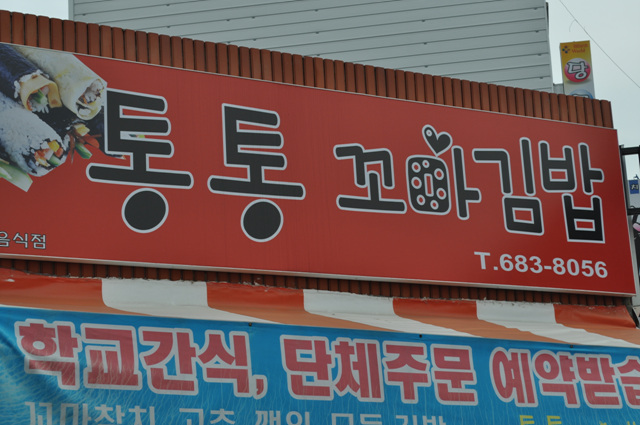 당
통통 꼬마김밥
음식점
T.683-8056
학교간식, 단체주문 예약받습